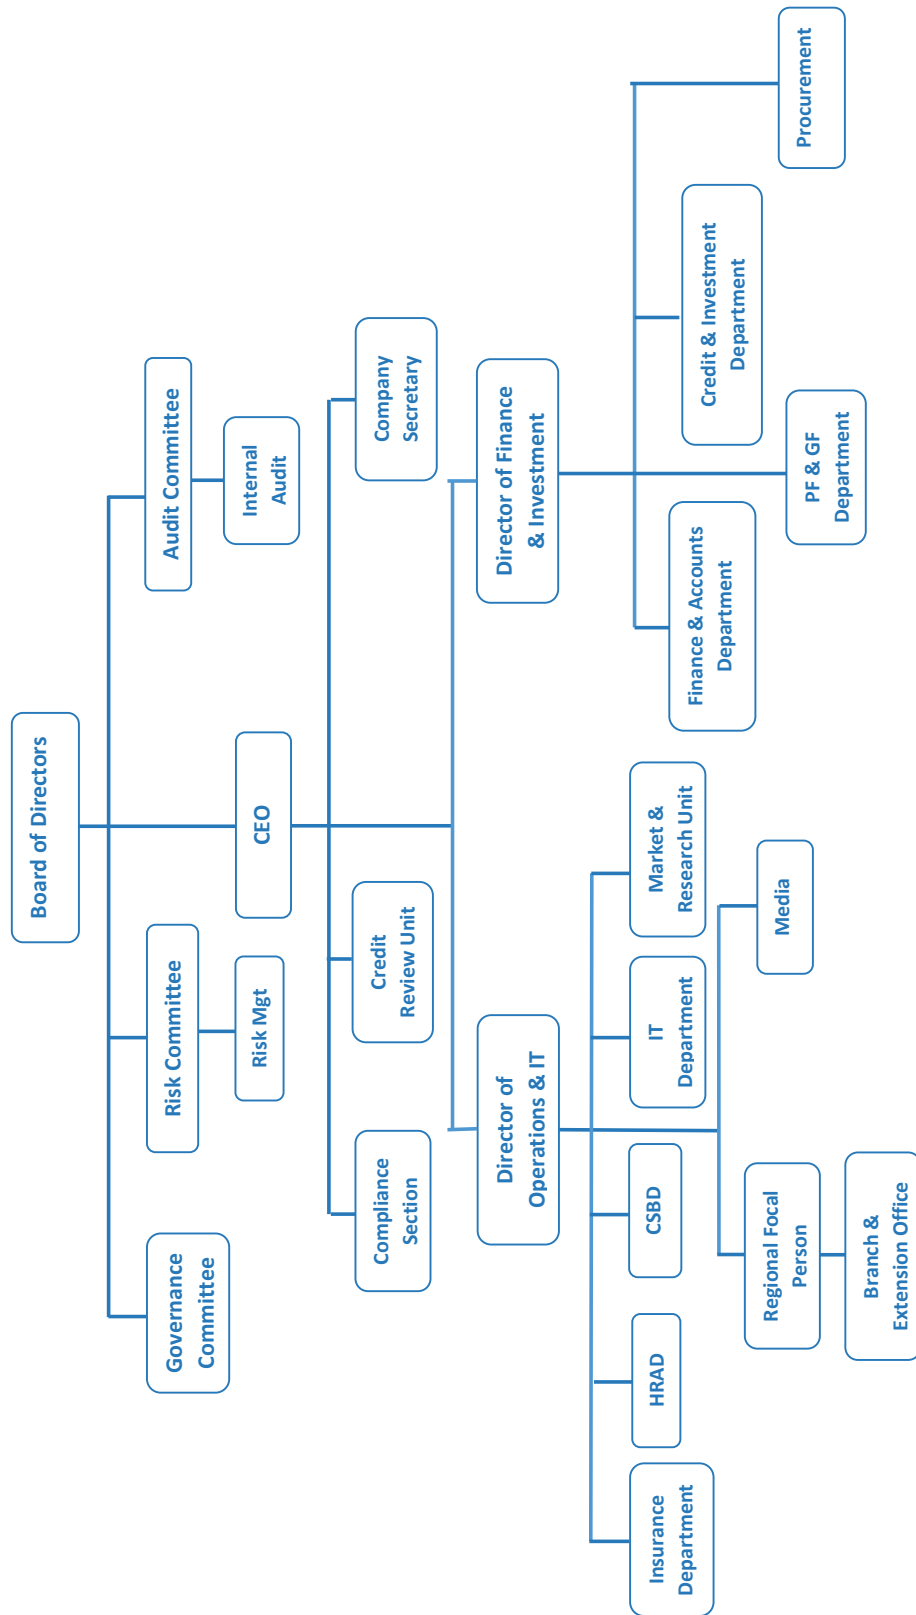 Board of Directors
Governance
Committee
Risk Committee
Audit Committee
Risk Mgt
CEO
Internal
Audit
Compliance
Section
Credit
Review Unit
Company
Secretary
Director of
Operations & IT
Director of Finance
& Investment
Insurance
Department
HRAD
CSBD
IT
Department
Market &
Research Unit
Finance & Accounts
Department
Credit & Investment
Department
Regional Focal
Person
Media
PF & GF
Department
Procurement
Branch &
Extension Office